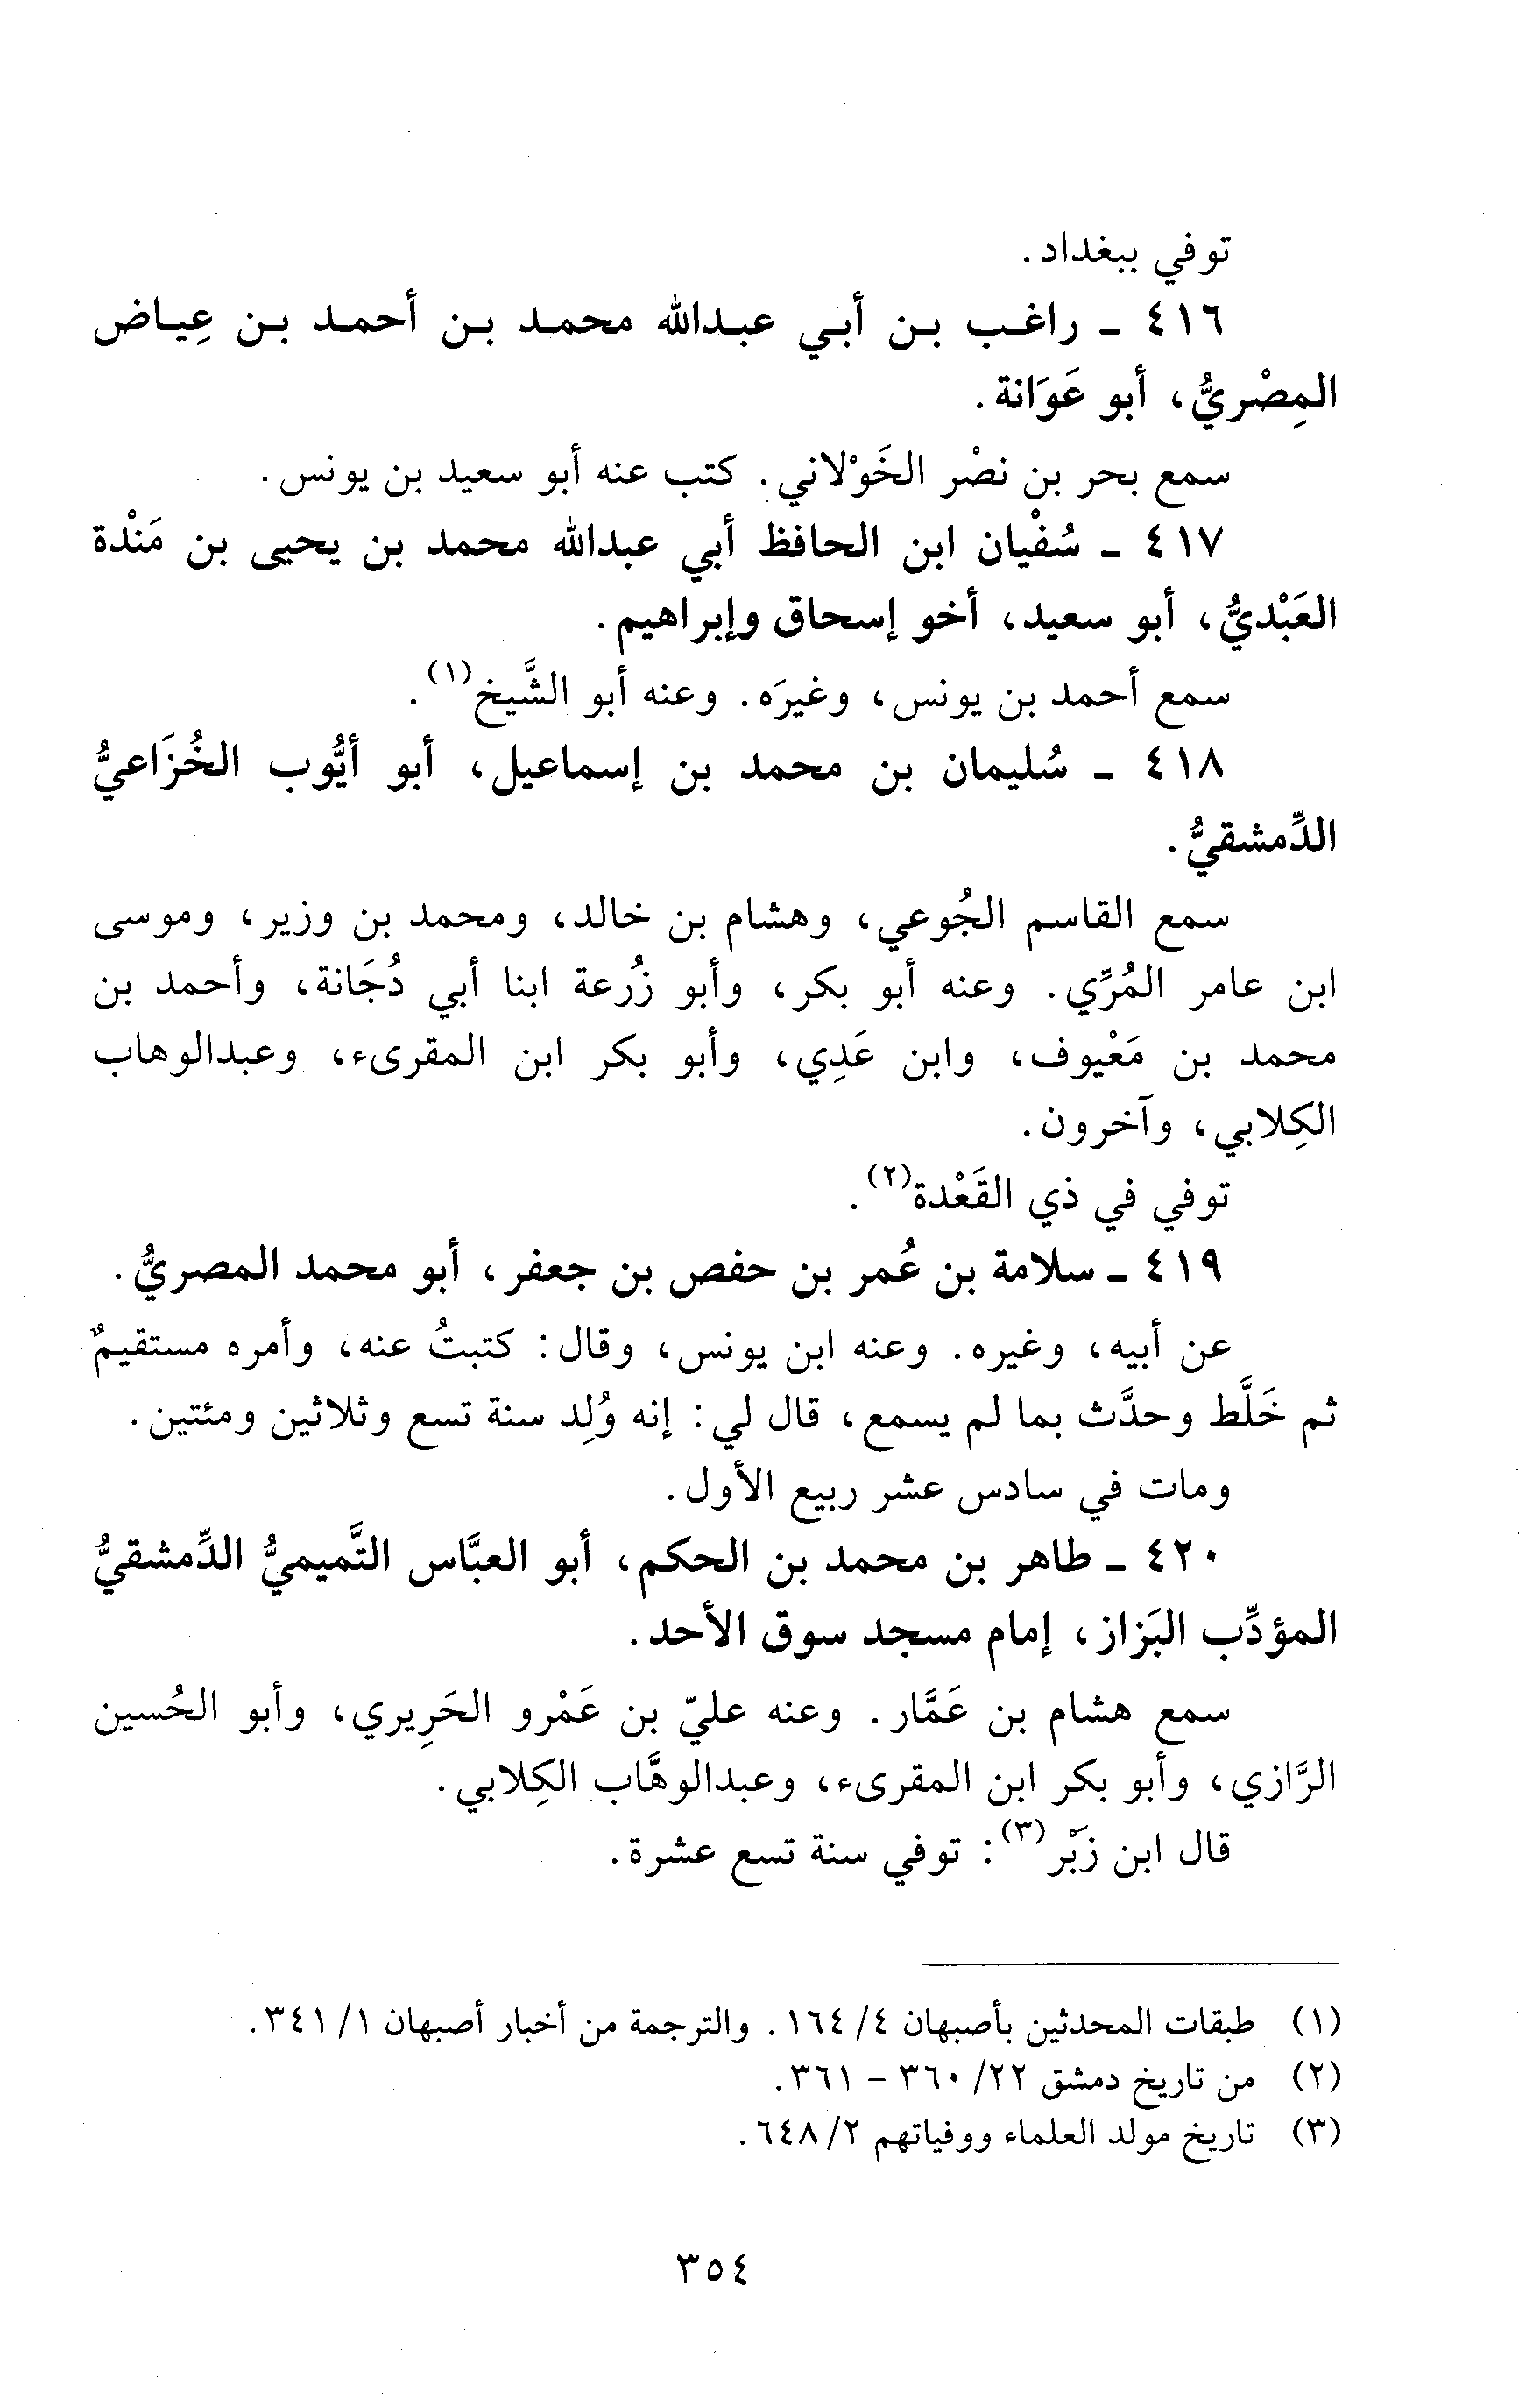 توفي ببغداد.
٤١٦ - راغب بن أبي عبدالله محمد بن أحمد بن عِياض
المِصْريُّ، أبو عَوَانة.
سمع بحر بن نصْر الخَوْلاني. كتب عنه أبو سعيد بن يونس.
٤١٧ - سُفْيان ابن الحافظ أبي عبدالله محمد بن يحيى بن مَنْدة
العَبْديُّ، أبو سعيد، أخو إسحاق وإبراهيم.
سمع أحمد بن يونس، وغيرَه. وعنه أبو الشَّيخ(١).
٤١٨ - سُليمان بن محمد بن إسماعيل، أبو أيُّوب الخُزَاعيُّ
الدِّمشقيُّ.
سمع القاسم الجُوعي، وهشام بن خالد، ومحمد بن وزير، وموسى
ابن عامر المُرِّي. وعنه أبو بكر، وأبو زُرعة ابنا أبي دُجَانة، وأحمد بن
محمد بن مَعْيوف، وابن عَدِي، وأبو بكر ابن المقرىء، وعبدالوهاب
الكِلابي، وآخرون.
توفي في ذي القَعْدة(٢).
٤١٩ - سلامة بن عُمر بن حفص بن جعفر، أبو محمد المصريُّ.
عن أبيه، وغيره. وعنه ابن يونس، وقال: كتبتُ عنه، وأمره مستقيمٌ
ثم خَلَّط وحدَّث بما لم يسمع، قال لي: إنه وُلِد سنة تسع وثلاثين ومئتين.
ومات في سادس عشر ربيع الأول.
٤٢٠ - طاهر بن محمد بن الحكم، أبو العبَّاس التَّميميُّ الدِّمشقيُّ
المؤدِّب البَزاز، إمام مسجد سوق الأحد.
سمع هشام بن عَمَّار. وعنه عليّ بن عَمْرو الحَرِيري، وأبو الحُسين
الرَّازي، وأبو بكر ابن المقرىء، وعبدالوهَّاب الكِلابي.
قال ابن زَبْر(٣): توفي سنة تسع عشرة.
(١) طبقات المحدثين بأصبهان ٤/ ١٦٤. والترجمة من أخبار أصبهان ١/ ٣٤١.
(٢) من تاريخ دمشق ٢٢/ ٣٦٠ - ٣٦١.
(٣) تاريخ مولد العلماء ووفياتهم ٢/ ٦٤٨.
٣٥٤